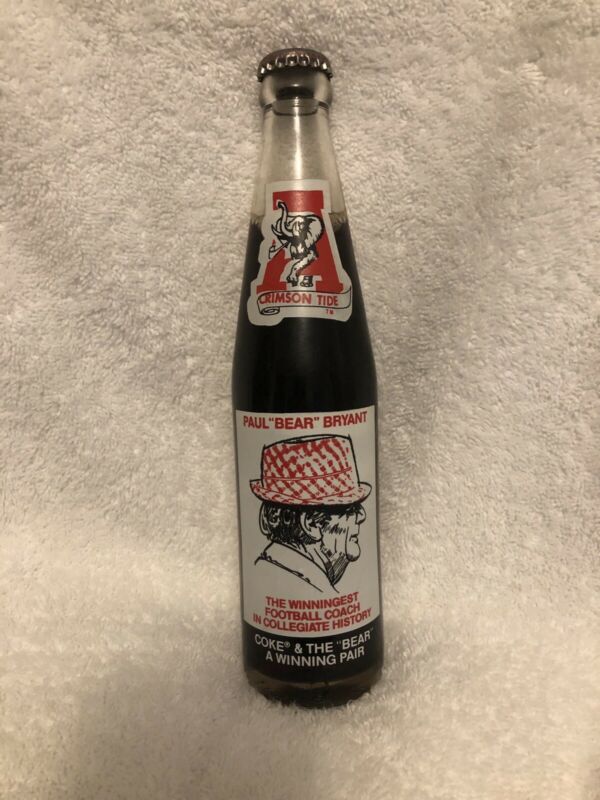 A
CRIMSON TIDE
TM
PAUL "BEAR" BRYANT
THE WINNINGEST
FOOTBALL COACH
IN COLLEGIATE HISTORY
COKE® & THE "BEAR"
A WINNING PAIR